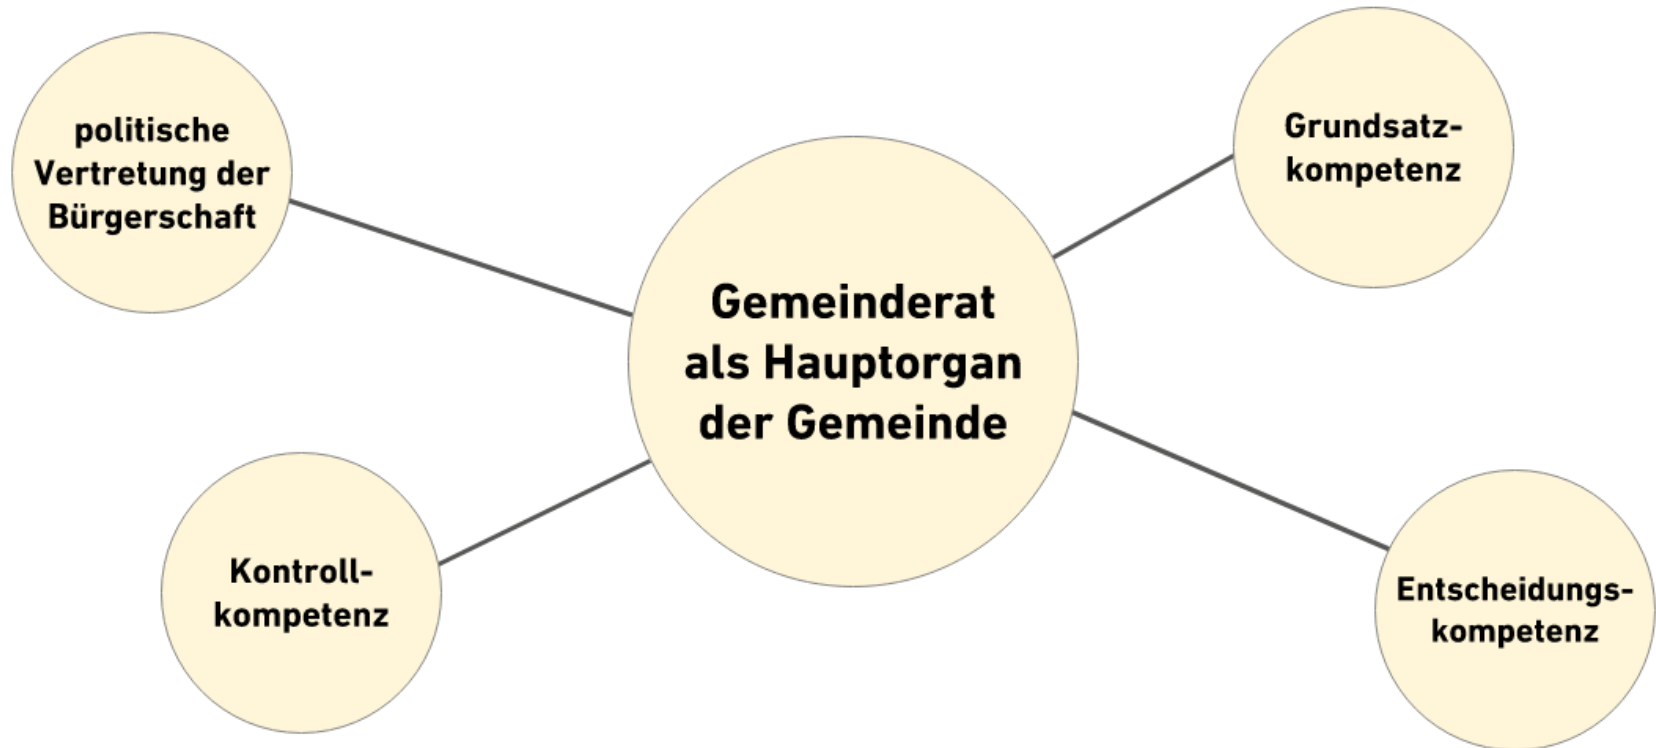 politische
Vertretung der
Bürgerschaft
Grundsatz-
kompetenz
Gemeinderat
als Hauptorgan
der Gemeinde
Kontroll-
kompetenz
Entscheidungs-
kompetenz